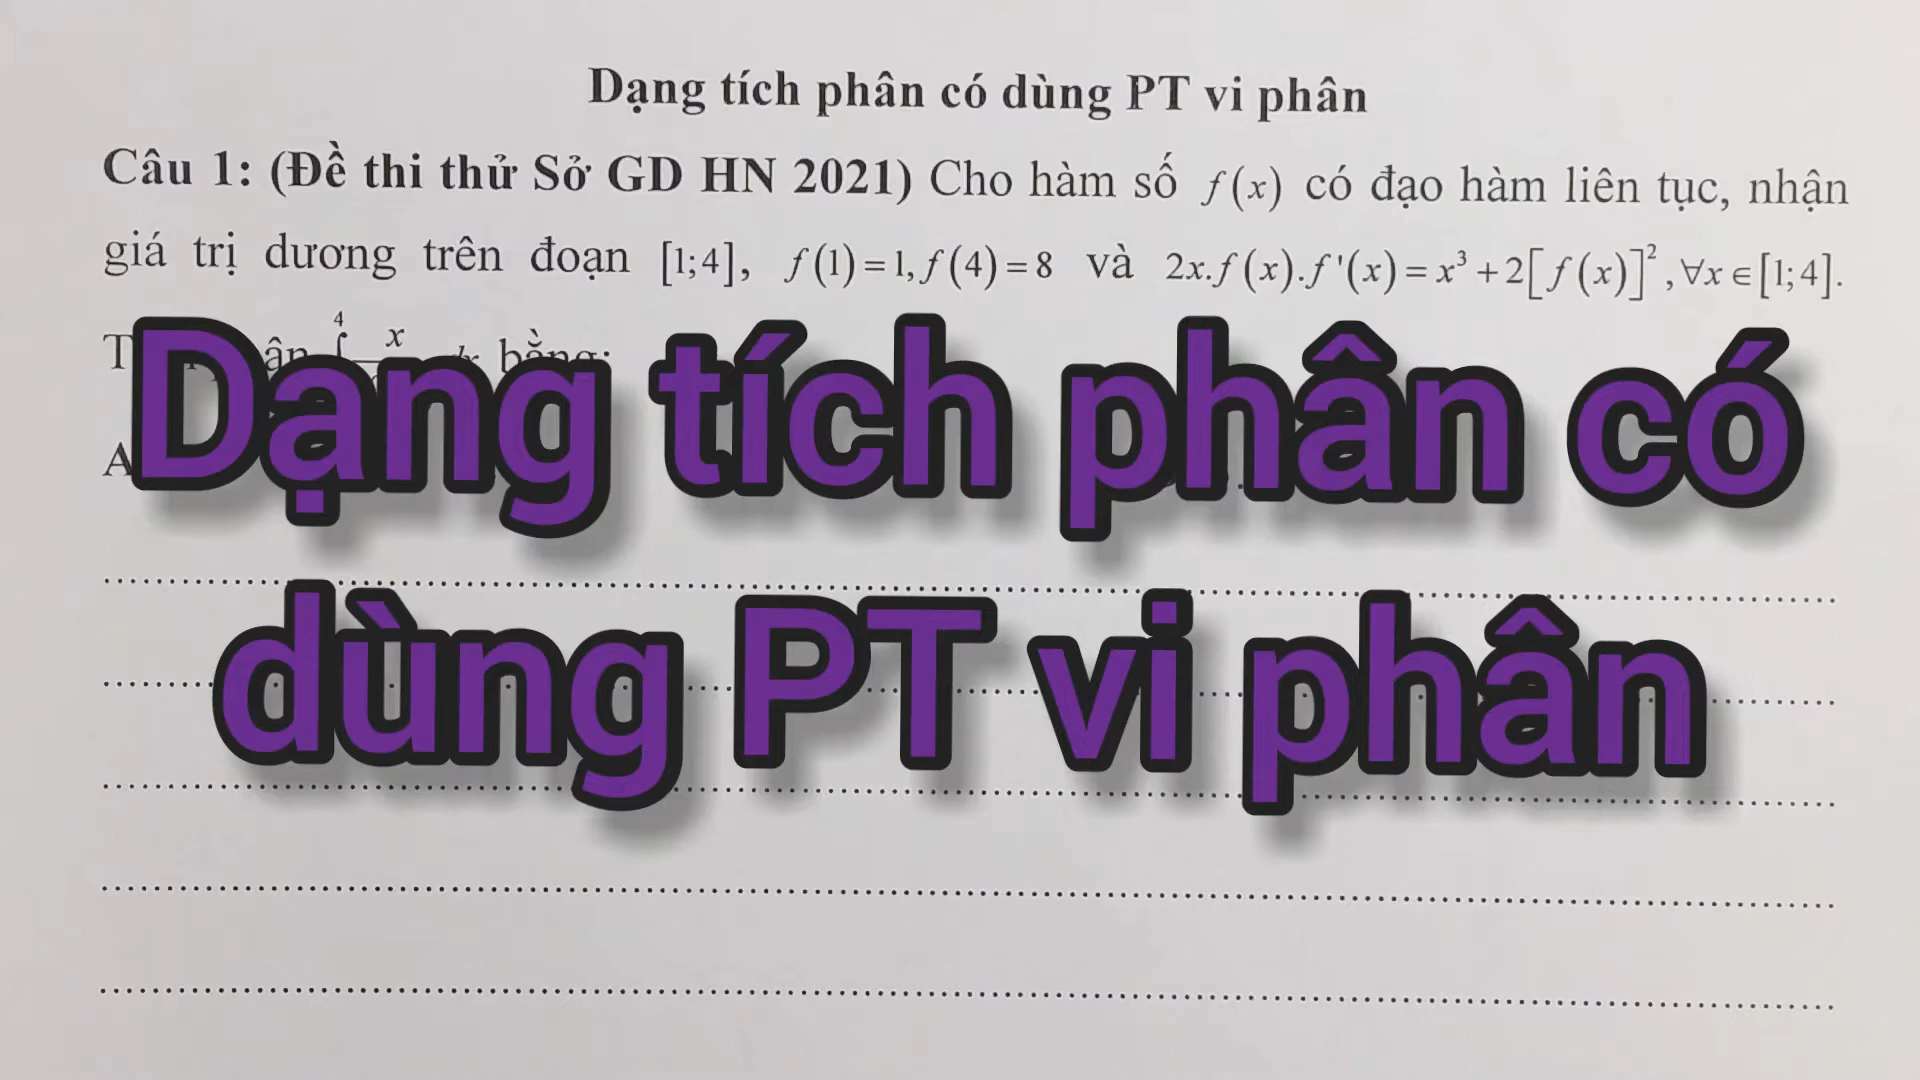 Dạng tích phân có dùng PT vi phân
Câu 1: (Đề thi thử Sở GD HN 2021) Cho hàm số f(x) có đạo hàm liên tục, nhận
giá trị dương trên đoạn [1;4], f(1)=1, f(4)=8 và 2x.f(x).f'(x)=x³+2[f(x)]², ∀x∈[1;4].
4 x bằng:
Dạng tích phân có
dùng PT vi phân